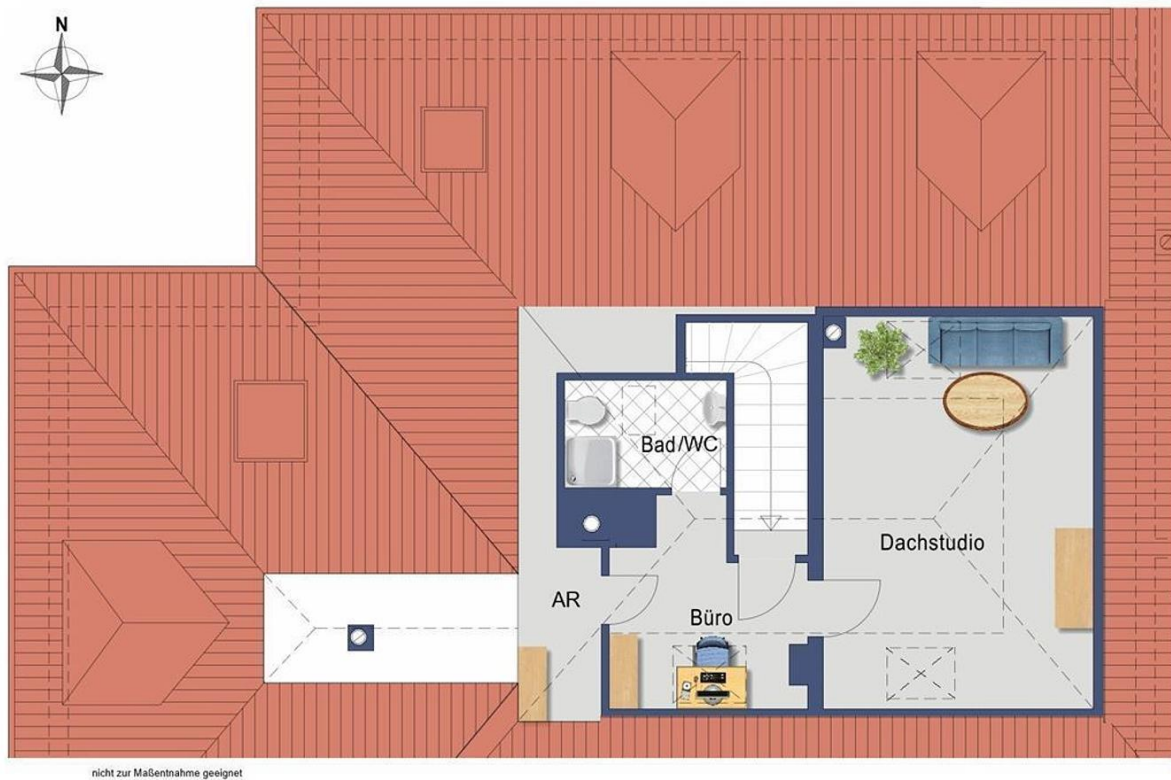 N
Bad/WC
Dachstudio
AR
Büro
nicht zur Maßentnahme geeignet